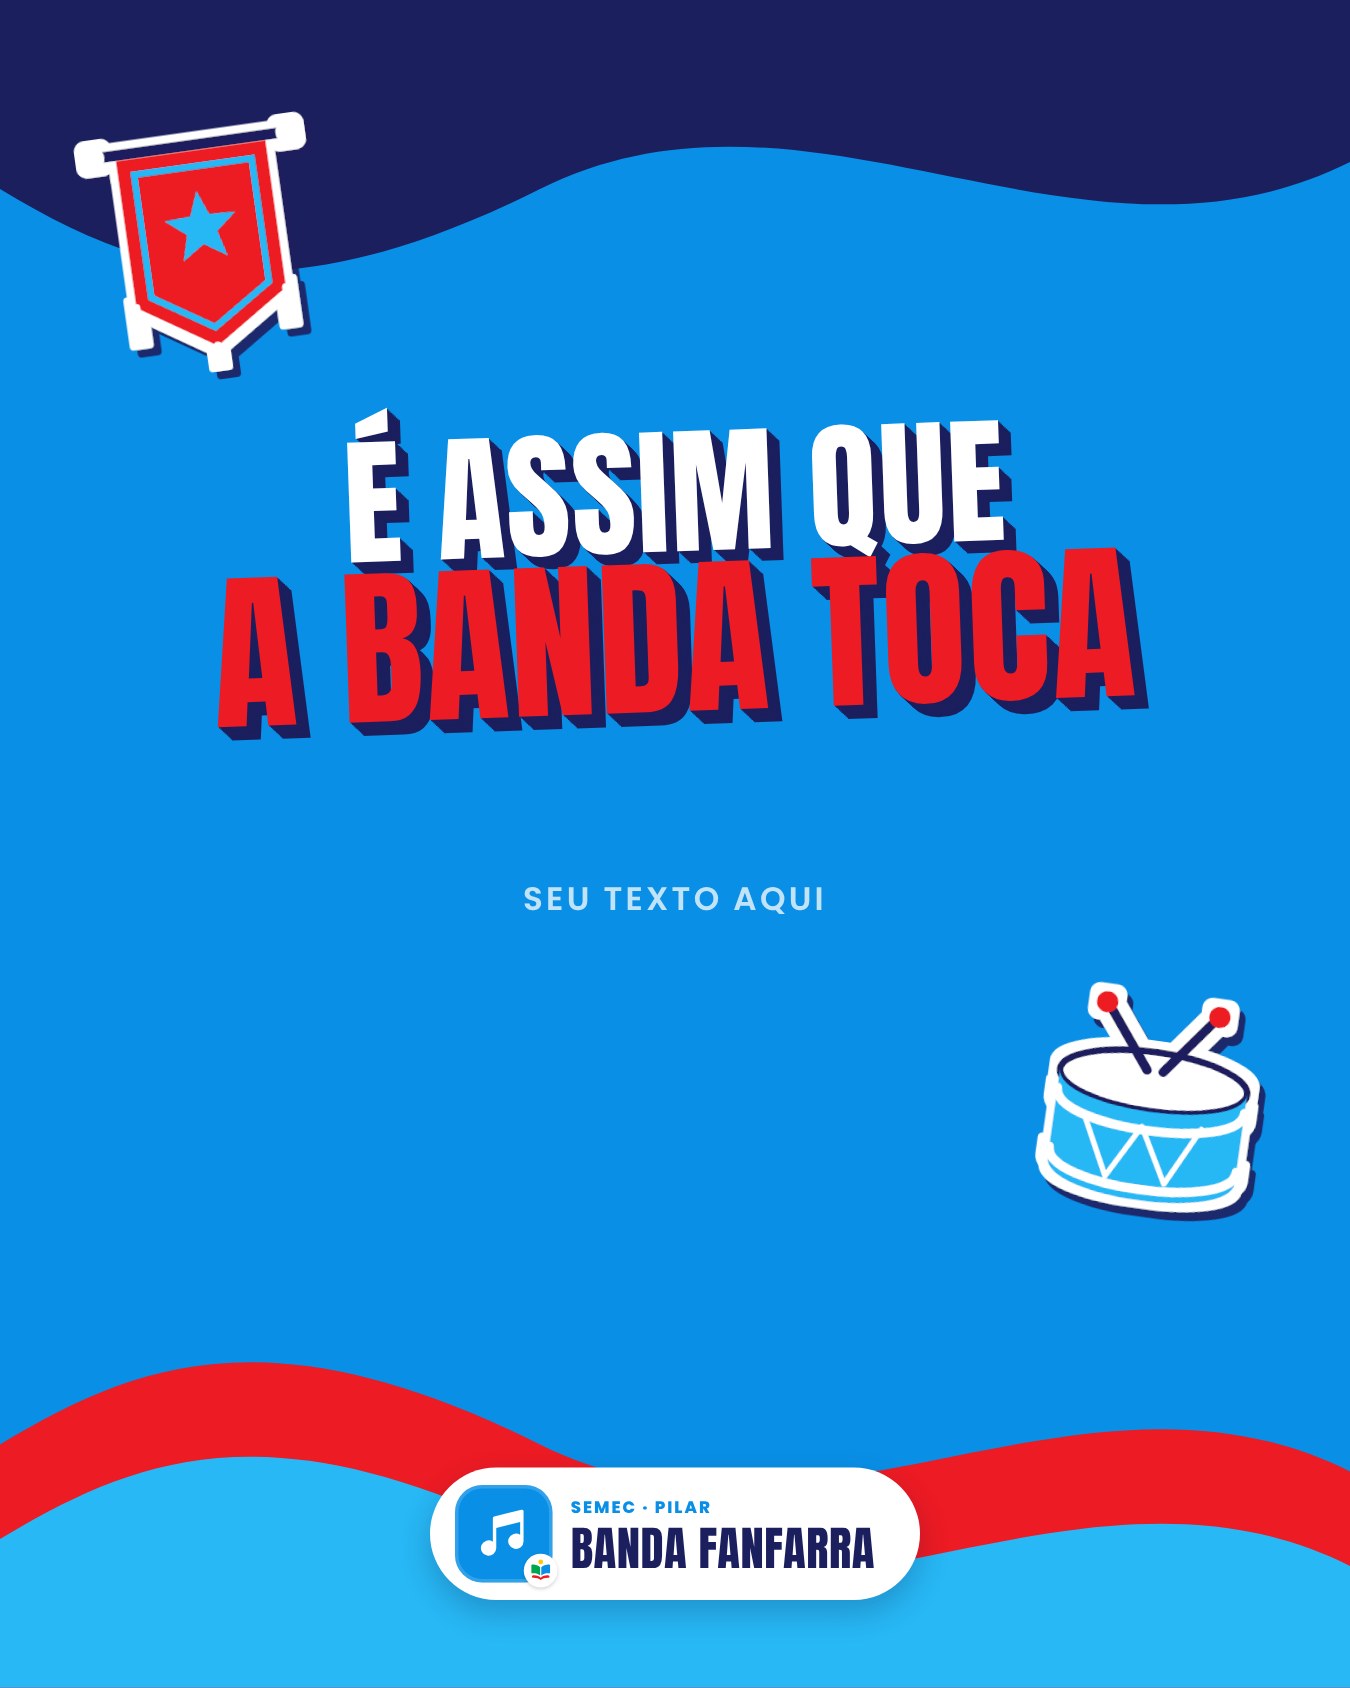 É ASSIM QUE
A BANDA TOCA
SEU TEXTO AQUI
SEMEC · PILAR
BANDA FANFARRA